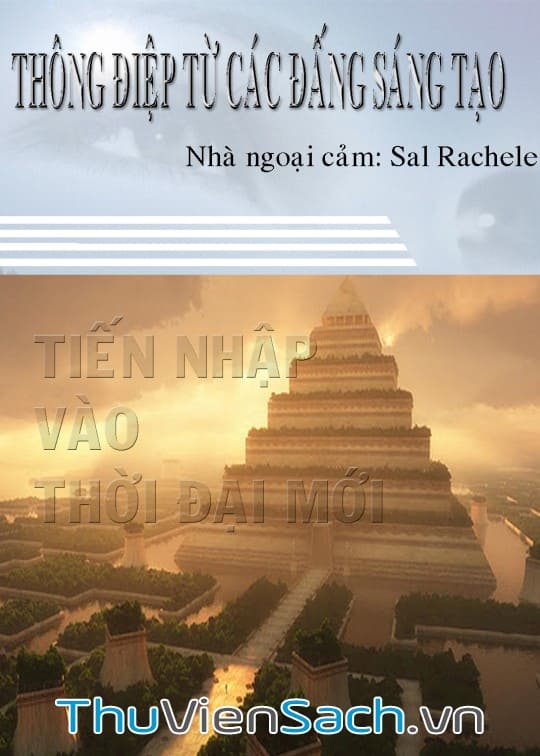 THÔNG ĐIỆP TỪ CÁC ĐẤNG SÁNG TẠO
Nhà ngoại cảm: Sal Rachele
TIẾN NHẬP
VÀO
THỜI ĐẠI MỚI
ThuVienSach.vn